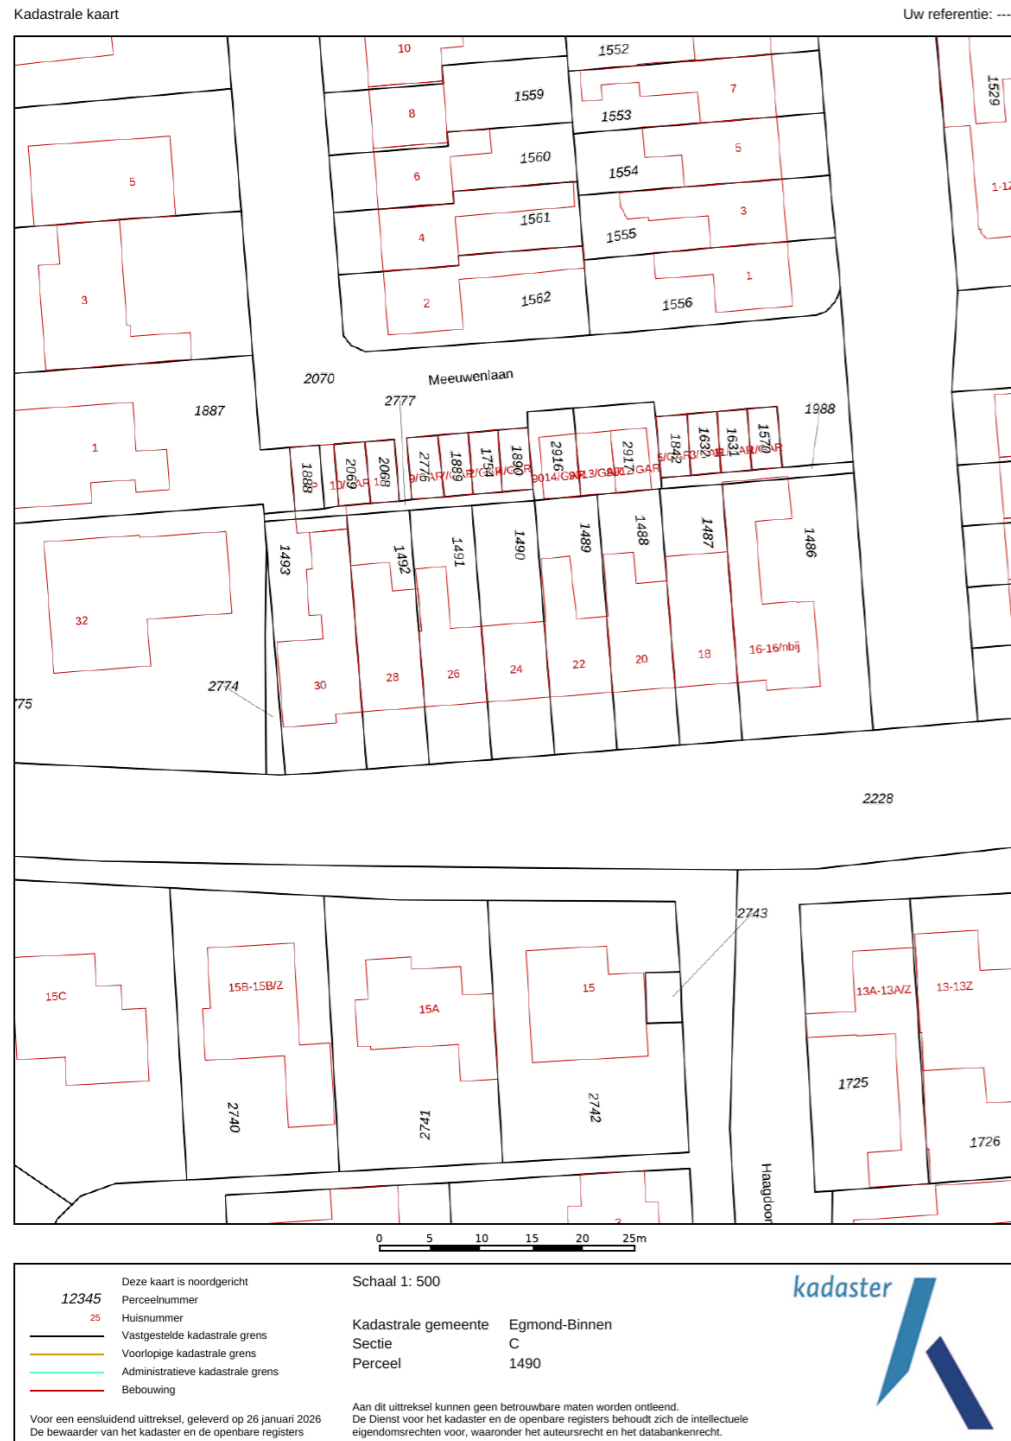 Kadastrale kaart
Uw referentie: ---
10
1552
1559
8
7
1553
1529
1560
5
6
5
1554
1-1Z
1561
3
4
1555
3
1562
1
2
1556
2070
Meeuwenlaan
2777
1887
1988
1
1888
2069
2068
2776
1889
1754
1890
2916
2917
1842
1632
1631
1570
9014/GAR
1493
1492
1491
1490
1489
1488
1487
1486
32
30
28
26
24
22
20
18
16-16/nbij
2774
775
2228
2743
15C
15B-15B/Z
15A
15
13A-13A/Z
13-13Z
2740
2741
2742
1725
1726
Haagdoor
3
0 5 10 15 20 25m
Deze kaart is noordgericht
12345 Perceelnummer
25 Huisnummer
Vastgestelde kadastrale grens
Voorlopige kadastrale grens
Administratieve kadastrale grens
Bebouwing
Voor een eensluidend uittreksel, geleverd op 26 januari 2026
De bewaarder van het kadaster en de openbare registers
Schaal 1: 500
Kadastrale gemeente Egmond-Binnen
Sectie C
Perceel 1490
Aan dit uittreksel kunnen geen betrouwbare maten worden ontleend.
De Dienst voor het kadaster en de openbare registers behoudt zich de intellectuele
eigendomsrechten voor, waaronder het auteursrecht en het databankenrecht.
kadaster